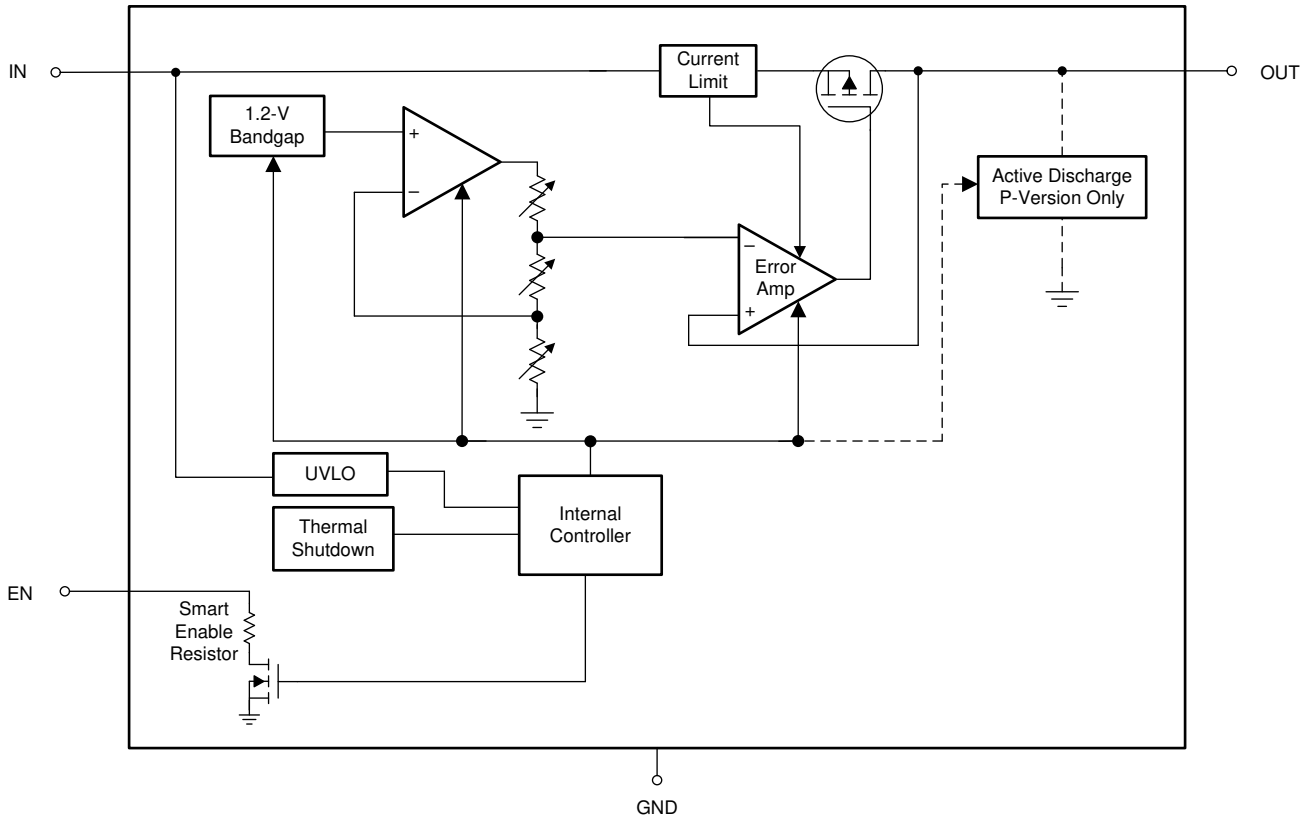 IN
Current
Limit
OUT
1.2-V
Bandgap
+
–
Active Discharge
P-Version Only
–
Error
Amp
+
UVLO
Thermal
Shutdown
Internal
Controller
EN
Smart
Enable
Resistor
GND